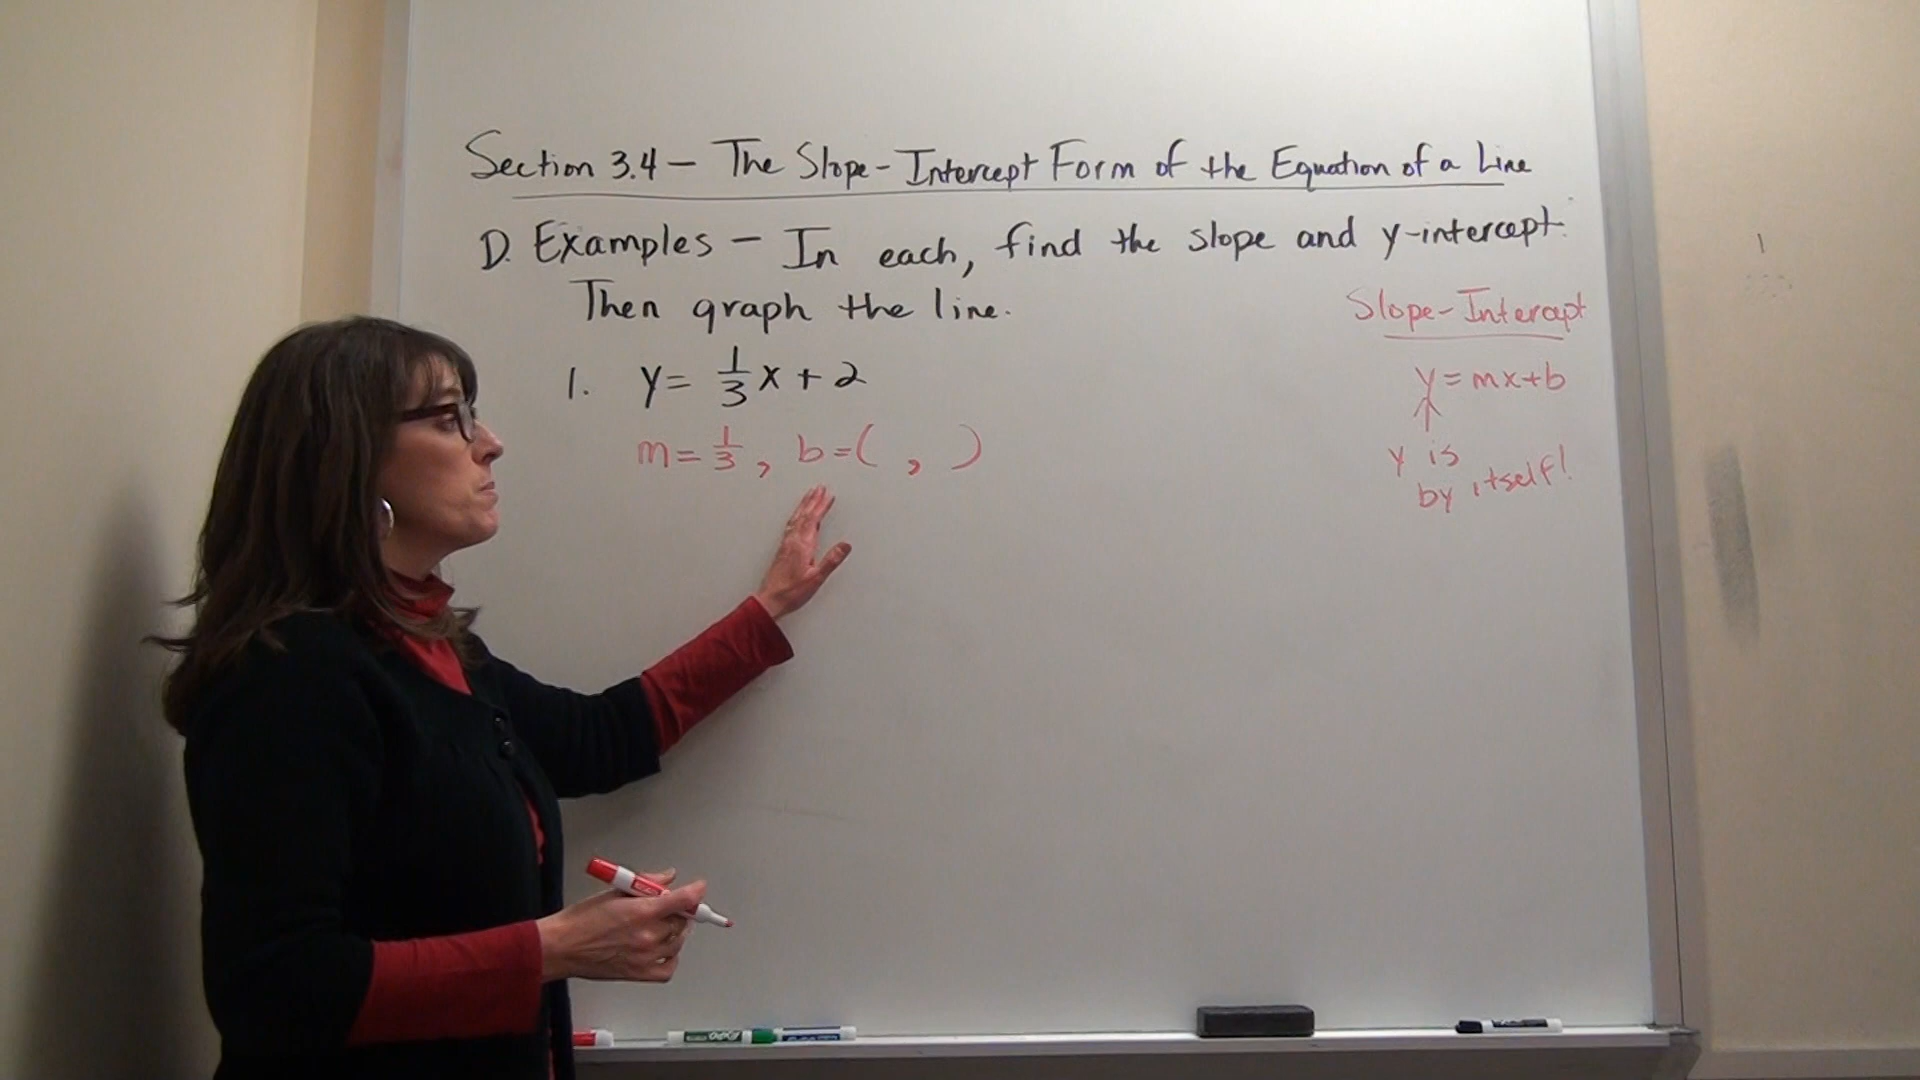 Section 3.4 – The Slope-Intercept Form of the Equation of a Line
D. Examples – In each, find the slope and y-intercept.
Then graph the line.
1. y = 1/3 x + 2
m = 1/3, b = ( , )
Slope-Intercept
y = mx + b
y is
by itself!
EXPO